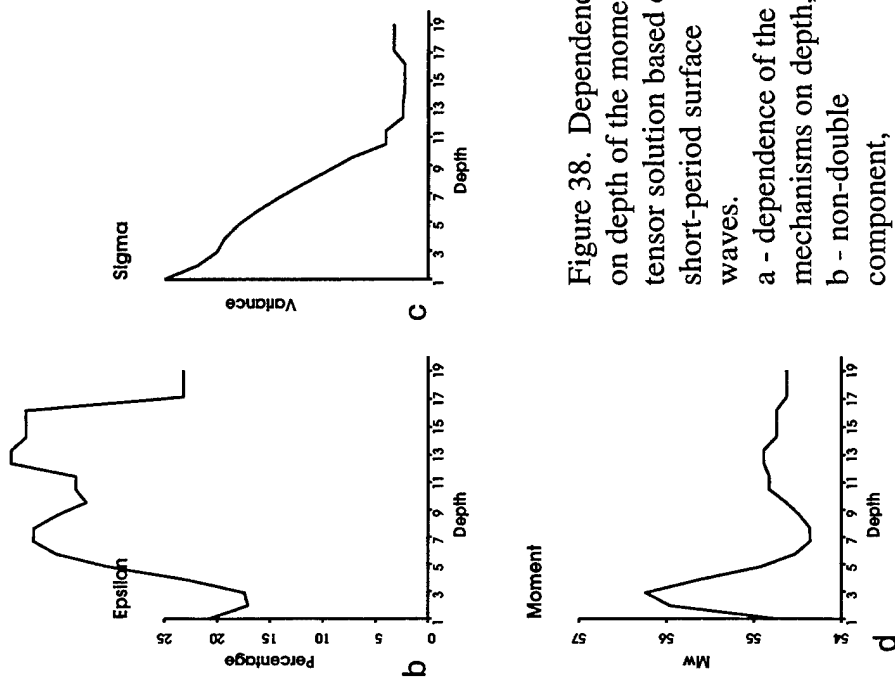 Epsilon
Percentage
25
20
15
10
5
0
1 3 5 7 9 11 13 15 17 19
Depth
b
Sigma
Variance
1 3 5 7 9 11 13 15 17 19
Depth
c
Moment
Mw
57
56
55
54
1 3 5 7 9 11 13 15 17 19
Depth
d
Figure 38. Dependenc
on depth of the mome
tensor solution based
short-period surface
waves.
a - dependence of the
mechanisms on depth,
b - non-double
component,